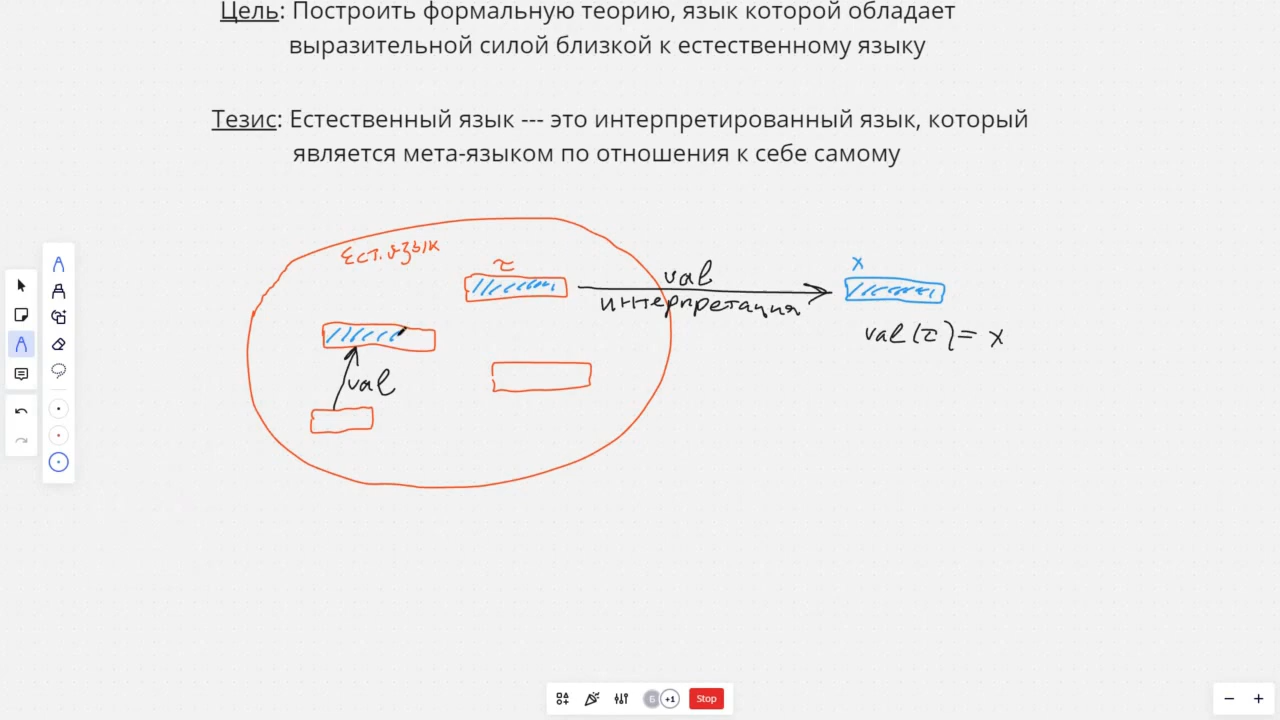 Цель: Построить формальную теорию, язык которой обладает
выразительной силой близкой к естественному языку
Тезис: Естественный язык --- это интерпретированный язык, который
является мета-языком по отношения к себе самому
Ест. язык
τ
val
интерпретация
x
val(τ) = x
val
Б
+1
Stop